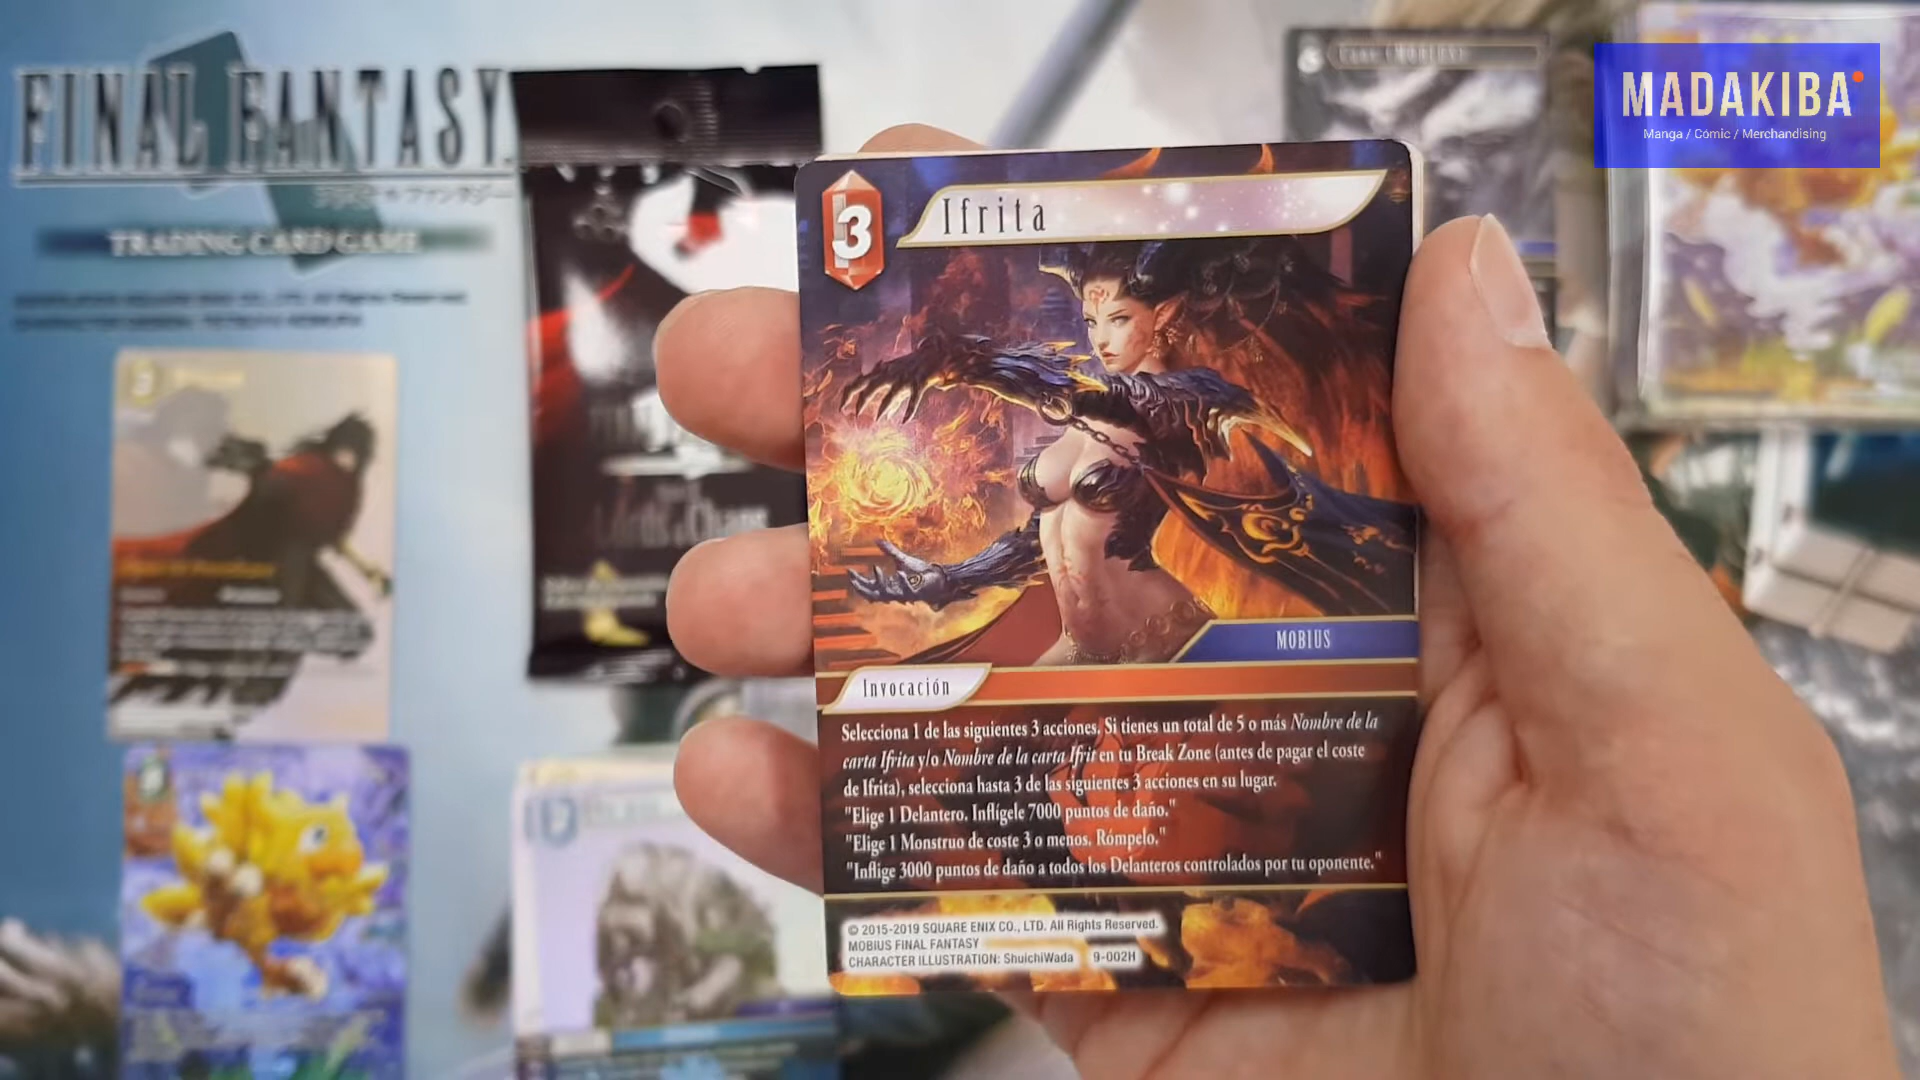 FINAL FANTASY
TRADING CARD GAME
MADAKIBA
Manga / Cómic / Merchandising
3
Ifrita
MOBIUS
Invocación
Selecciona 1 de las siguientes 3 acciones. Si tienes un total de 5 o más Nombre de la
carta Ifrita y/o Nombre de la carta Ifrit en tu Break Zone (antes de pagar el coste
de Ifrita), selecciona hasta 3 de las siguientes 3 acciones en su lugar.
"Elige 1 Delantero. Inflígele 7000 puntos de daño."
"Elige 1 Monstruo de coste 3 o menos. Rómpelo."
"Inflige 3000 puntos de daño a todos los Delanteros controlados por tu oponente."
© 2015-2019 SQUARE ENIX CO., LTD. All Rights Reserved.
MOBIUS FINAL FANTASY
CHARACTER ILLUSTRATION: ShuichiWada 9-002H